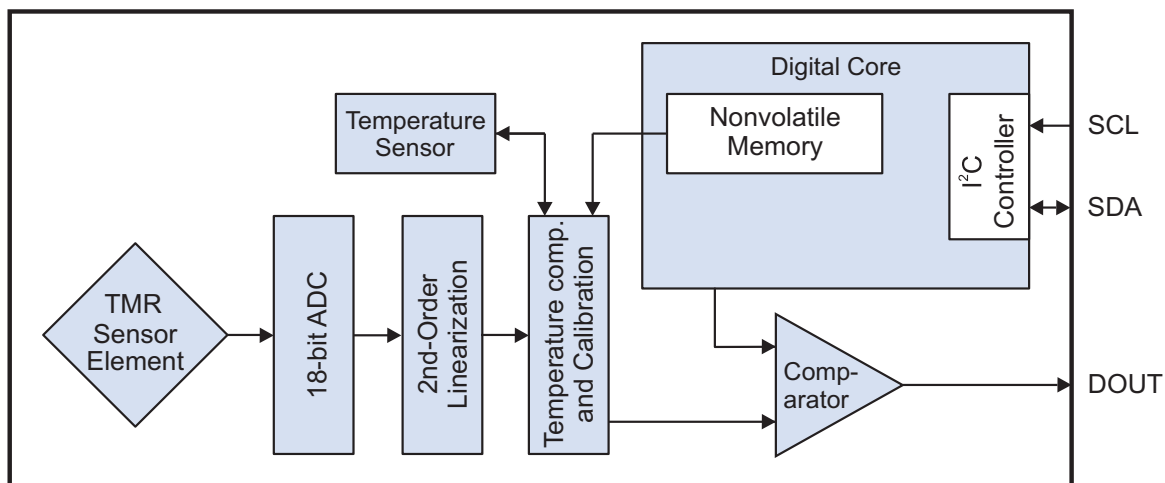 Digital Core
Nonvolatile
Memory
I²C
Controller
SCL
SDA
Temperature
Sensor
TMR
Sensor
Element
18-bit ADC
2nd-Order
Linearization
Temperature comp.
and Calibration
Comp-
arator
DOUT